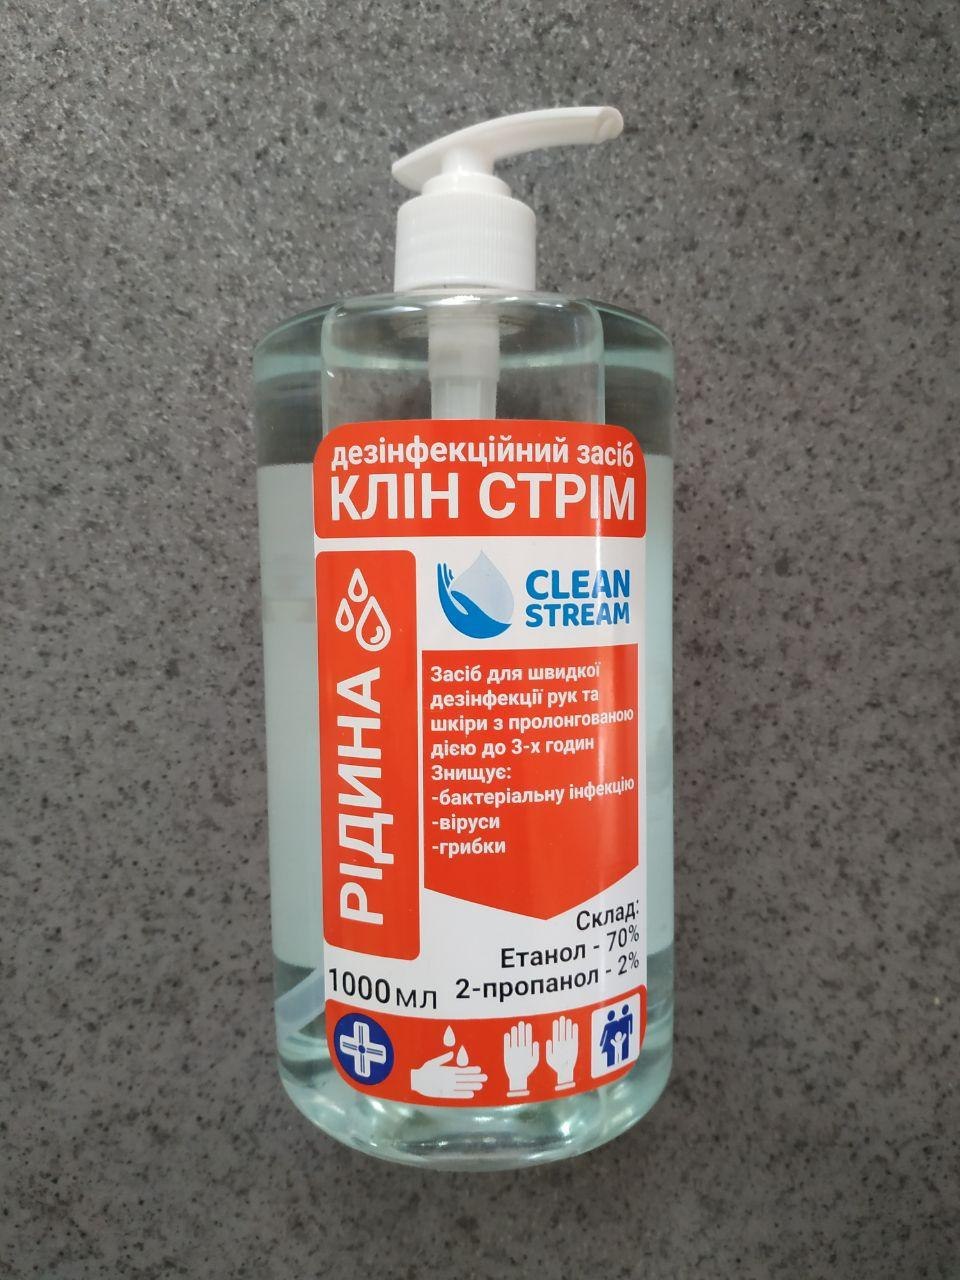 дезінфекційний засіб
КЛІН СТРІМ
РІДИНА
CLEAN
STREAM
Засіб для швидкої
дезінфекції рук та
шкіри з пролонгованою
дією до 3-х годин
Знищує:
-бактеріальну інфекцію
-віруси
-грибки
Склад:
Етанол - 70%
2-пропанол - 2%
1000мл